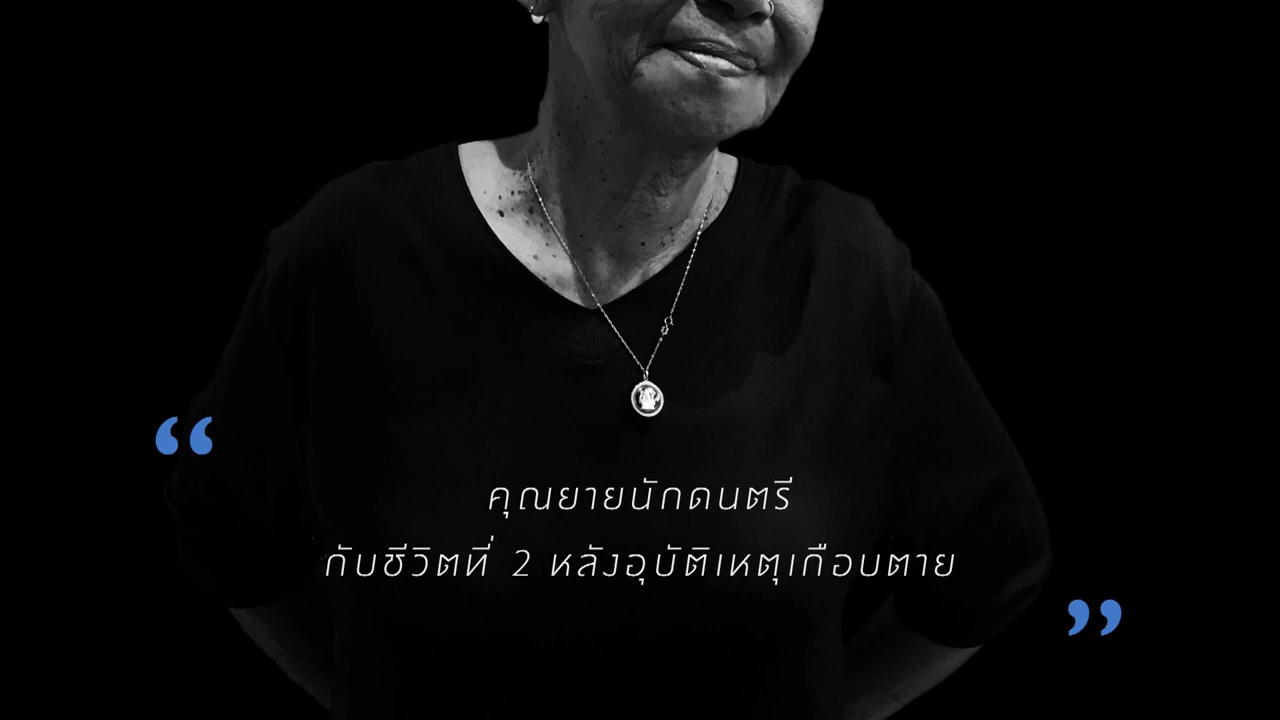 “
คุณยายนักดนตรี
กับชีวิตที่ 2 หลังอุบัติเหตุเกือบตาย
”